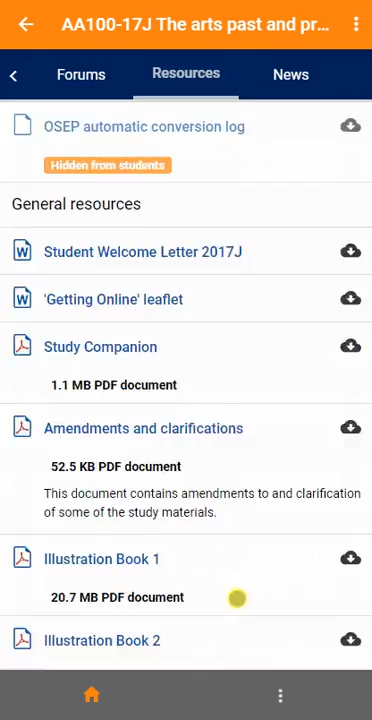 AA100-17J The arts past and pr...
Forums
Resources
News
OSEP automatic conversion log
Hidden from students
General resources
Student Welcome Letter 2017J
'Getting Online' leaflet
Study Companion
1.1 MB PDF document
Amendments and clarifications
52.5 KB PDF document
This document contains amendments to and clarification
of some of the study materials.
Illustration Book 1
20.7 MB PDF document
Illustration Book 2